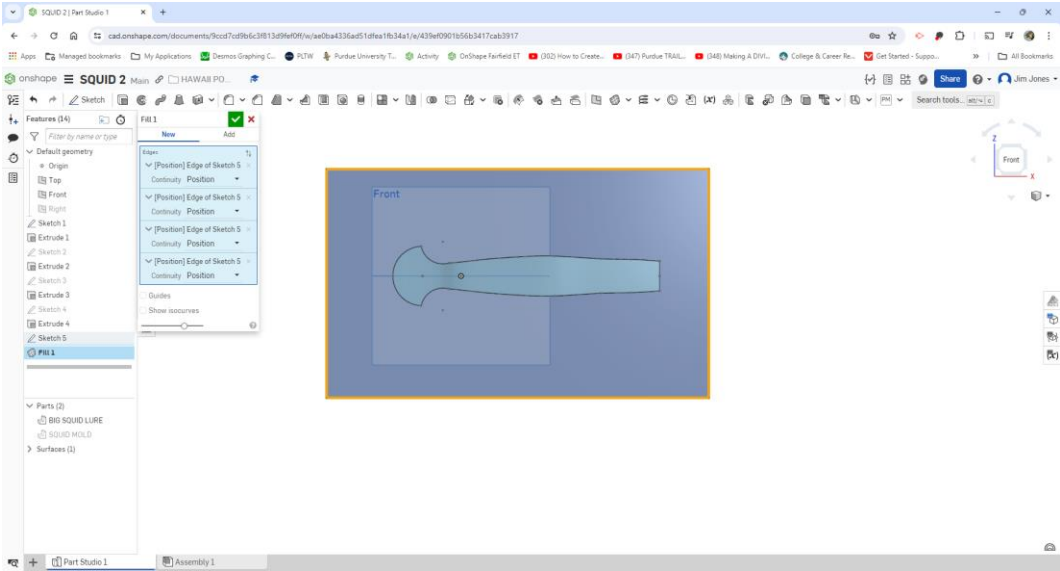 SQUID 2 | Part Studio 1
cad.onshape.com/documents/9ccd7cd9b6c3f813d9fef0ff/w/ae0ba4336ad51dfea1fb34a1/e/439ef0901b56b3417cab3917
Apps Managed bookmarks My Applications Desmos Graphing C... PLTW Purdue University T... Activity OnShape Fairfield ET (302) How to Create... (347) Purdue TRAIL... (348) Making A DIVI... College & Career Re... Get Started - Suppo... » All Bookmarks
onshape SQUID 2 Main HAWAII PO... Share Jim Jones
Sketch PM Search tools... alt/⌥ c
Features (14) Fill 1
Filter by name or type New Add
Default geometry Edges
Origin [Position] Edge of Sketch 5
Top Continuity Position
Front [Position] Edge of Sketch 5
Right Continuity Position
Sketch 1 [Position] Edge of Sketch 5
Extrude 1 Continuity Position
Sketch 2 [Position] Edge of Sketch 5
Extrude 2 Continuity Position
Sketch 3
Extrude 3 Guides
Sketch 4 Show isocurves
Extrude 4
Sketch 5
Fill 1
Parts (2)
BIG SQUID LURE
SQUID MOLD
Surfaces (1)
Front
Z
Front
X
Part Studio 1 Assembly 1